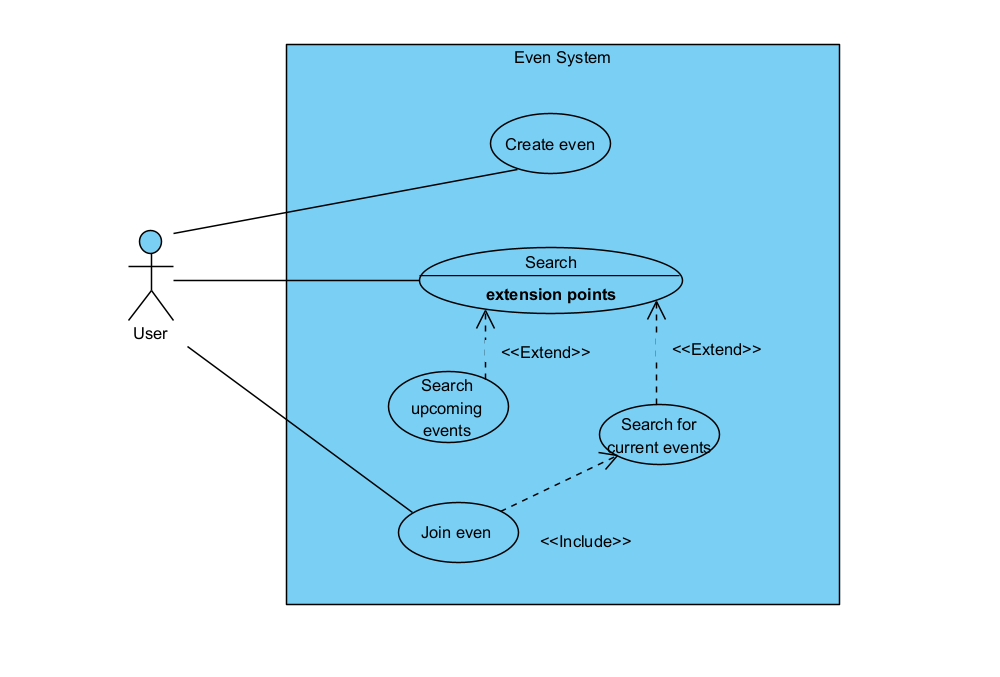 Even System
Create even
Search
extension points
User
<<Extend>>
<<Extend>>
Search
upcoming
events
Search for
current events
Join even
<<Include>>